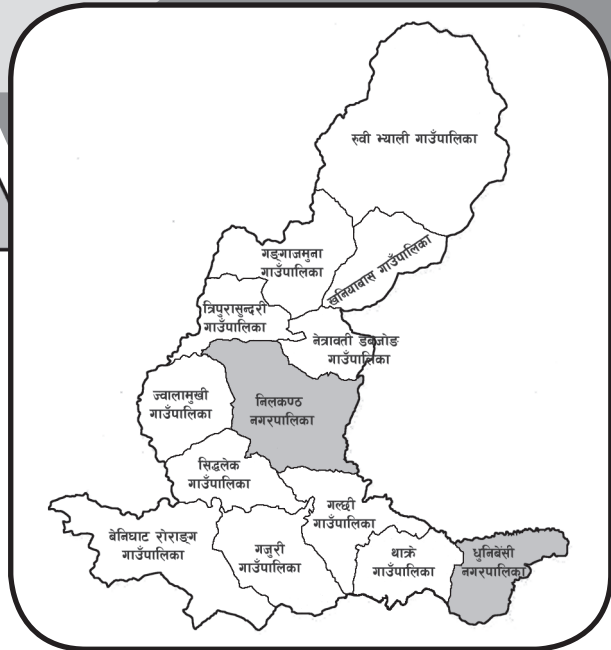 रुवी भ्याली गाउँपालिका
गङ्गाजमुना
गाउँपालिका
खनियाबास गाउँपालिका
त्रिपुरासुन्दरी
गाउँपालिका
नेत्रावती डबजोङ
गाउँपालिका
ज्वालामुखी
गाउँपालिका
निलकण्ठ
नगरपालिका
सिद्धलेक
गाउँपालिका
गल्छी
गाउँपालिका
बेनिघाट रोराङ्ग
गाउँपालिका
गजुरी
गाउँपालिका
थाक्रे
गाउँपालिका
धुनिबेंसी
नगरपालिका